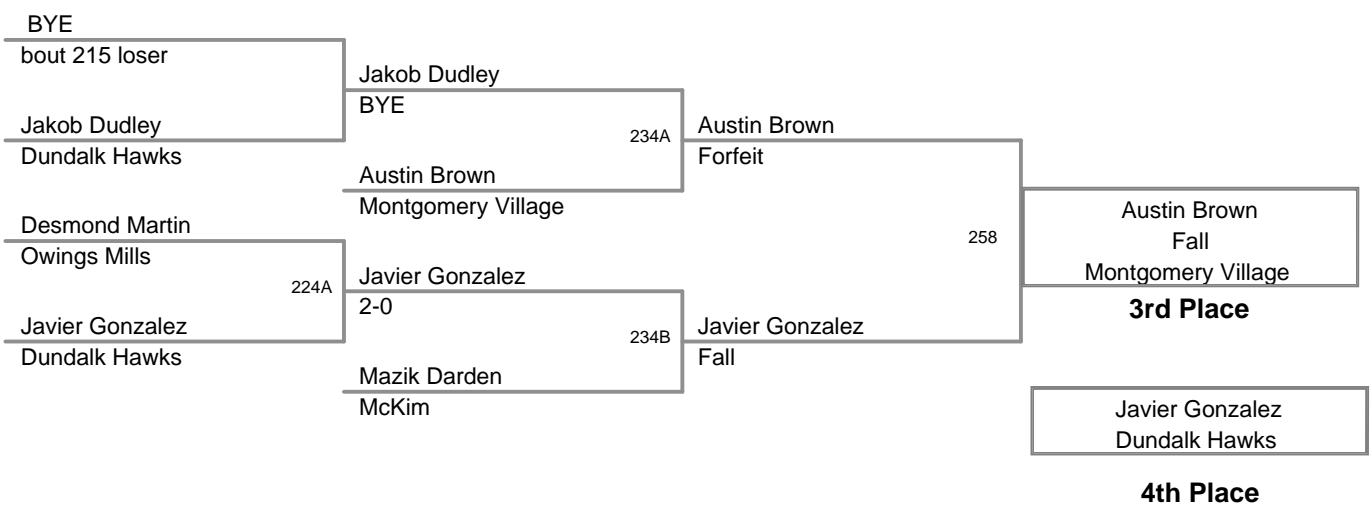 BYE
bout 215 loser
Jakob Dudley
BYE
Jakob Dudley
Dundalk Hawks
234A
Austin Brown
Forfeit
Austin Brown
Montgomery Village
Desmond Martin
Owings Mills
258
Austin Brown
Fall
Montgomery Village
3rd Place
224A
Javier Gonzalez
2-0
Javier Gonzalez
Dundalk Hawks
234B
Javier Gonzalez
Fall
Mazik Darden
McKim
Javier Gonzalez
Dundalk Hawks
4th Place